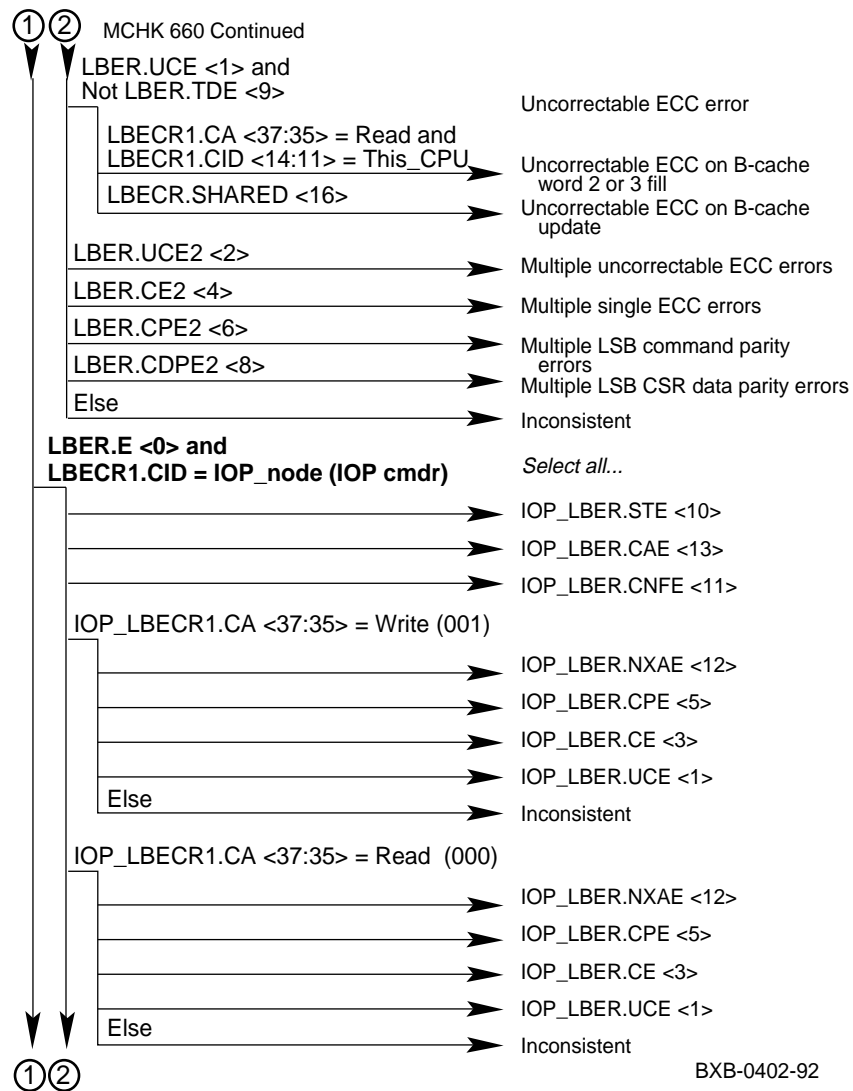 1 2 MCHK 660 Continued
LBER.UCE <1> and
Not LBER.TDE <9>
Uncorrectable ECC error
LBECR1.CA <37:35> = Read and
LBECR1.CID <14:11> = This_CPU
Uncorrectable ECC on B-cache
word 2 or 3 fill
LBECR.SHARED <16>
Uncorrectable ECC on B-cache
update
LBER.UCE2 <2>
Multiple uncorrectable ECC errors
LBER.CE2 <4>
Multiple single ECC errors
LBER.CPE2 <6>
Multiple LSB command parity
errors
LBER.CDPE2 <8>
Multiple LSB CSR data parity errors
Else
Inconsistent
LBER.E <0> and
LBECR1.CID = IOP_node (IOP cmdr)
Select all...
IOP_LBER.STE <10>
IOP_LBER.CAE <13>
IOP_LBER.CNFE <11>
IOP_LBECR1.CA <37:35> = Write (001)
IOP_LBER.NXAE <12>
IOP_LBER.CPE <5>
IOP_LBER.CE <3>
IOP_LBER.UCE <1>
Else
Inconsistent
IOP_LBECR1.CA <37:35> = Read (000)
IOP_LBER.NXAE <12>
IOP_LBER.CPE <5>
IOP_LBER.CE <3>
IOP_LBER.UCE <1>
Else
Inconsistent
1 2
BXB-0402-92